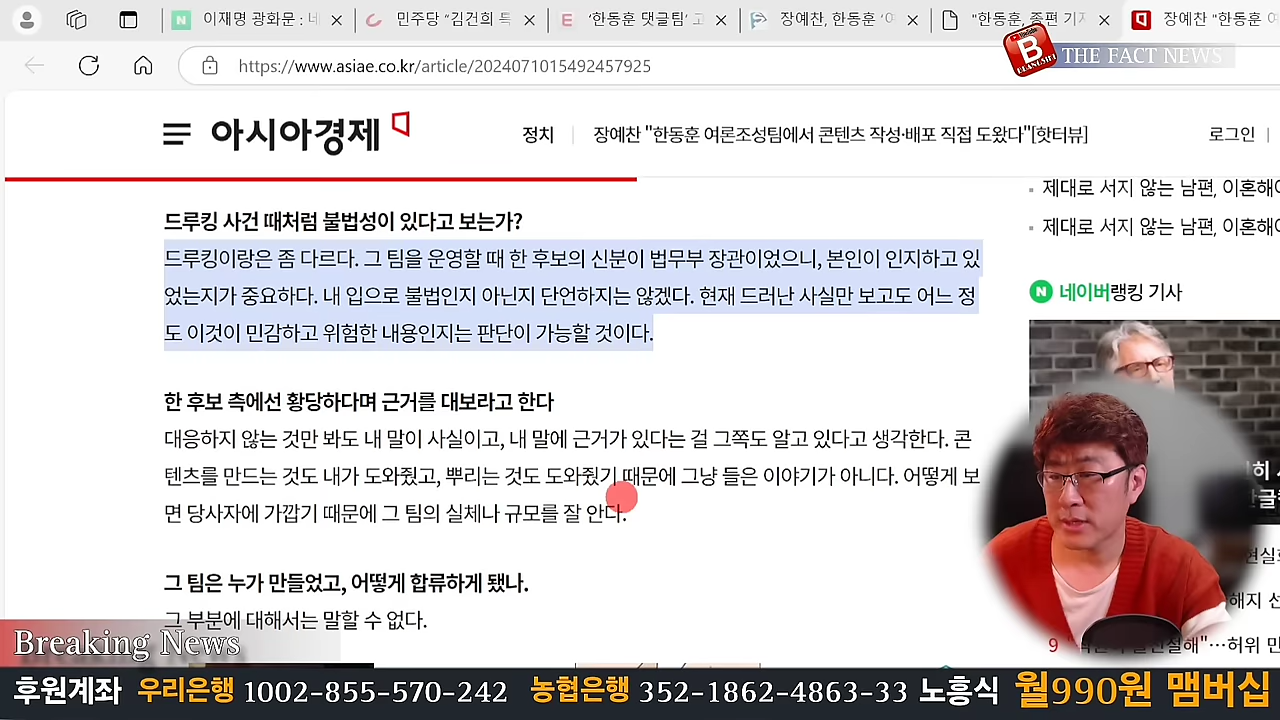 이재명 광화문 : 네
민주당 "김건희 특
'한동훈 댓글팀' 고
장예찬, 한동훈 '여
"한동훈, 종편 기자
장예찬 "한동훈 여
https://www.asiae.co.kr/article/2024071015492457925
B
THE FACT NEWS
아시아경제
정치
장예찬 "한동훈 여론조성팀에서 콘텐츠 작성·배포 직접 도왔다"[핫터뷰]
로그인
드루킹 사건 때처럼 불법성이 있다고 보는가?
드루킹이랑은 좀 다르다. 그 팀을 운영할 때 한 후보의 신분이 법무부 장관이었으니, 본인이 인지하고 있
었는지가 중요하다. 내 입으로 불법인지 아닌지 단언하지는 않겠다. 현재 드러난 사실만 보고도 어느 정
도 이것이 민감하고 위험한 내용인지는 판단이 가능할 것이다.
한 후보 측에선 황당하다며 근거를 대보라고 한다
대응하지 않는 것만 봐도 내 말이 사실이고, 내 말에 근거가 있다는 걸 그쪽도 알고 있다고 생각한다. 콘
텐츠를 만드는 것도 내가 도와줬고, 뿌리는 것도 도와줬기 때문에 그냥 들은 이야기가 아니다. 어떻게 보
면 당사자에 가깝기 때문에 그 팀의 실체나 규모를 잘 안다.
그 팀은 누가 만들었고, 어떻게 합류하게 됐나.
그 부분에 대해서는 말할 수 없다.
제대로 서지 않는 남편, 이혼해야
제대로 서지 않는 남편, 이혼해야
N 네이버랭킹 기사
Breaking News
후원계좌 우리은행 1002-855-570-242 농협은행 352-1862-4863-33 노흥식 월990원 맴버십